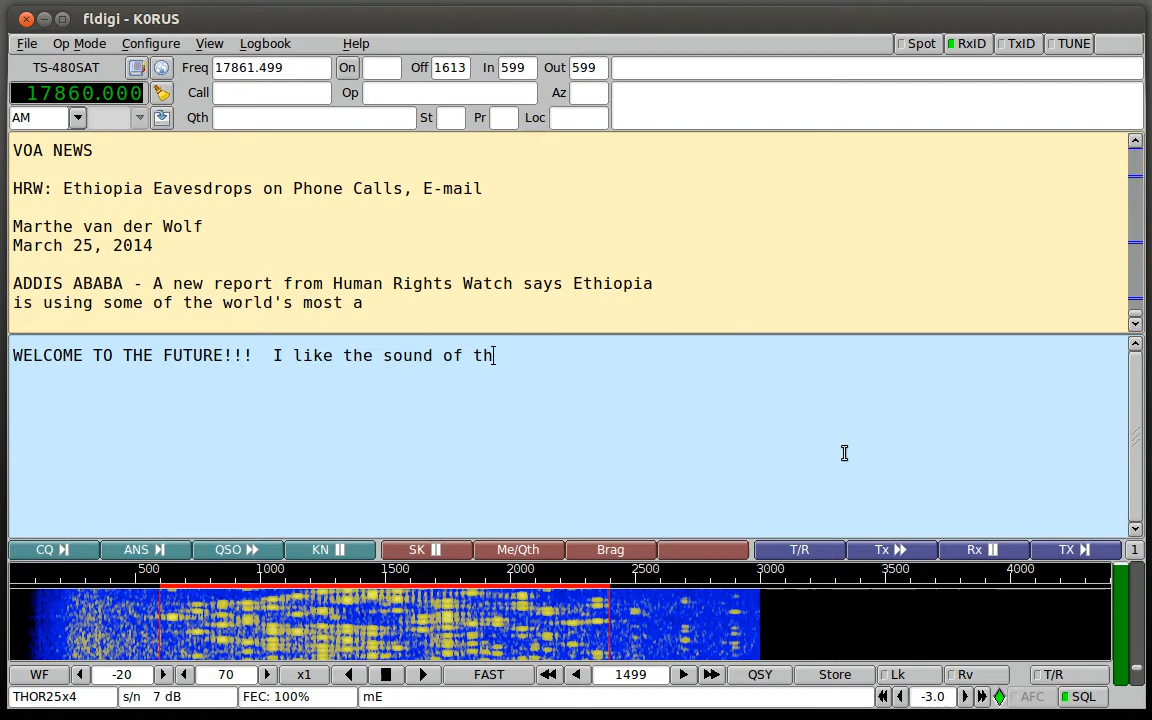 fldigi - K0RUS
File Op Mode Configure View Logbook Help Spot RxID TxID TUNE
TS-480SAT Freq 17861.499 On Off 1613 In 599 Out 599
17860.000 Call Op Az
AM Qth St Pr Loc
VOA NEWS
HRW: Ethiopia Eavesdrops on Phone Calls, E-mail
Marthe van der Wolf
March 25, 2014
ADDIS ABABA - A new report from Human Rights Watch says Ethiopia
is using some of the world's most a
WELCOME TO THE FUTURE!!!  I like the sound of th
CQ ANS QSO KN SK Me/Qth Brag T/R Tx Rx TX 1
500 1000 1500 2000 2500 3000 3500 4000
WF -20 70 x1 FAST 1499 QSY Store Lk Rv T/R
THOR25x4 s/n 7 dB FEC: 100% mE -3.0 AFC SQL